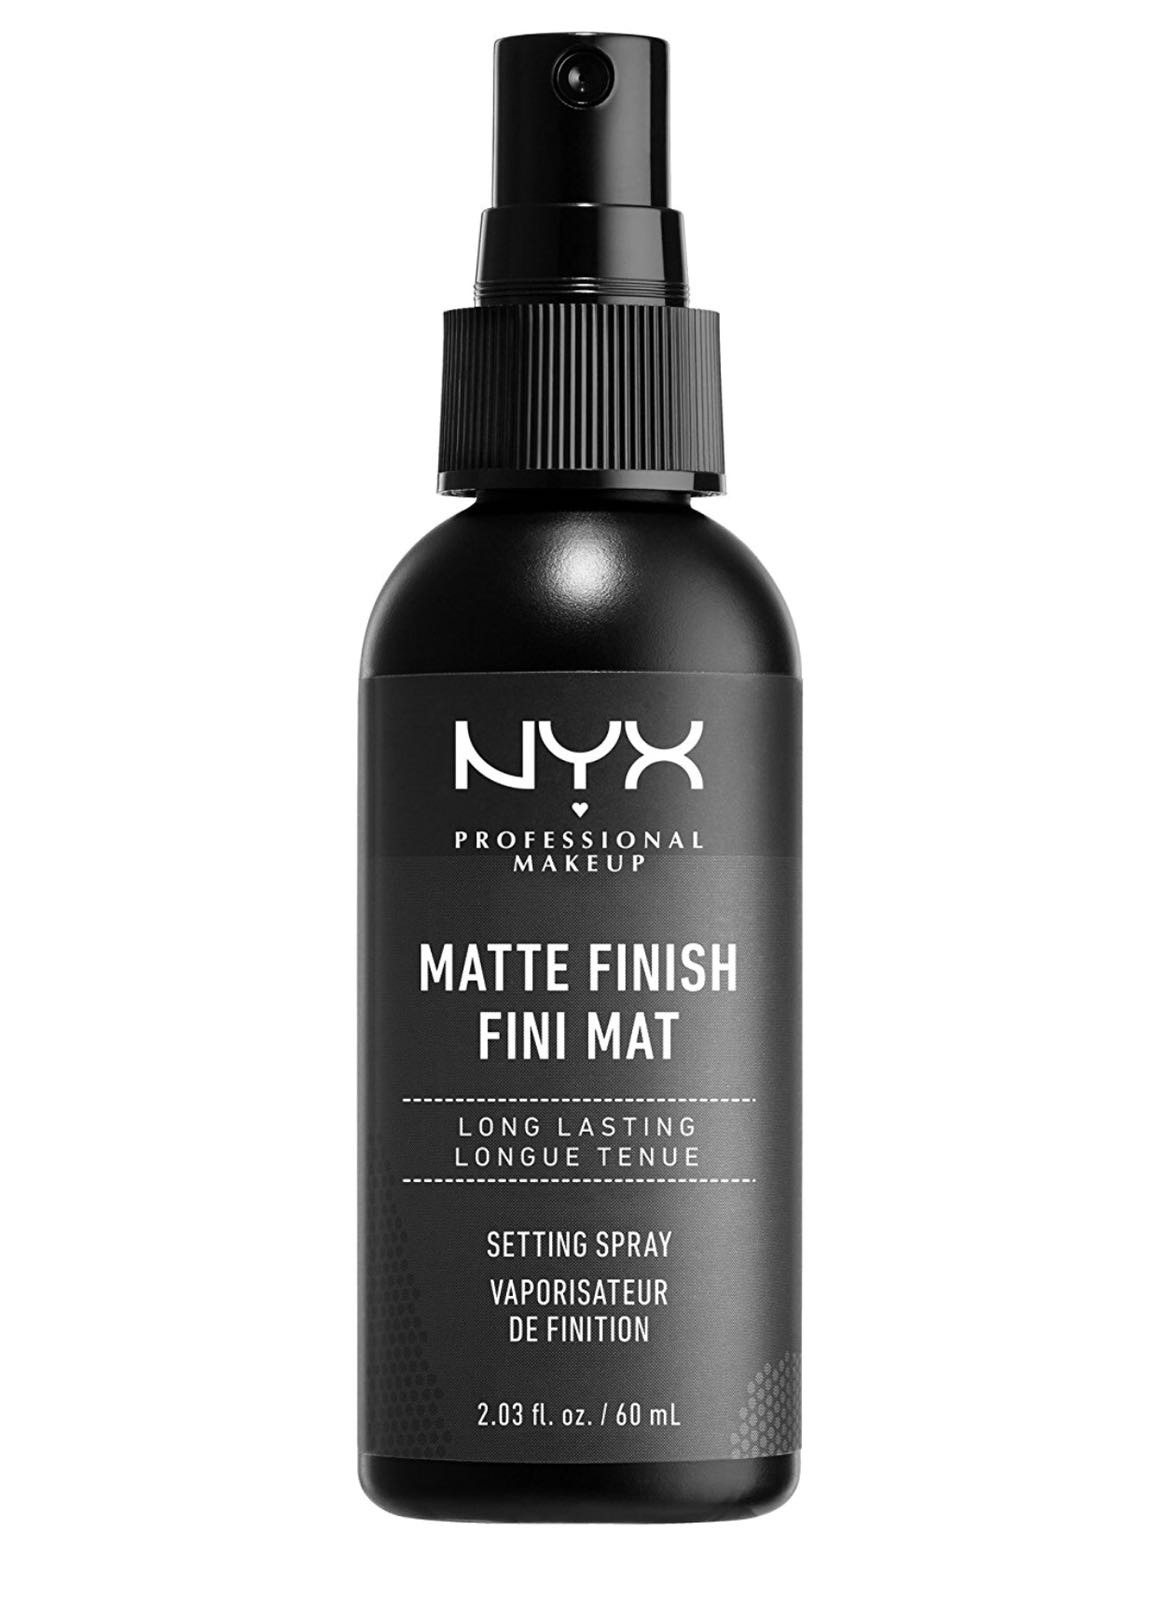 NYX
PROFESSIONAL
MAKEUP
MATTE FINISH
FINI MAT
LONG LASTING
LONGUE TENUE
SETTING SPRAY
VAPORISATEUR
DE FINITION
2.03 fl. oz. / 60 mL